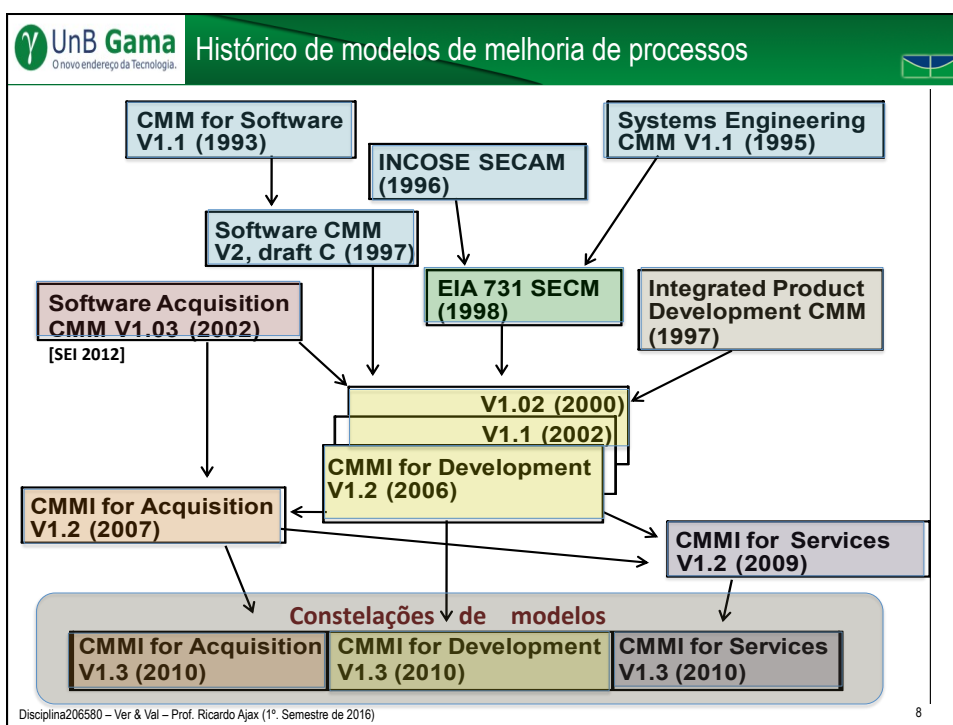 γ UnB Gama
O novo endereço da Tecnologia.
Histórico de modelos de melhoria de processos
CMM for Software
V1.1 (1993)
Systems Engineering
CMM V1.1 (1995)
INCOSE SECAM
(1996)
Software CMM
V2, draft C (1997)
EIA 731 SECM
(1998)
Integrated Product
Development CMM
(1997)
Software Acquisition
CMM V1.03 (2002)
[SEI 2012]
V1.02 (2000)
V1.1 (2002)
CMMI for Development
V1.2 (2006)
CMMI for Acquisition
V1.2 (2007)
CMMI for Services
V1.2 (2009)
Constelações de modelos
CMMI for Acquisition
V1.3 (2010)
CMMI for Development
V1.3 (2010)
CMMI for Services
V1.3 (2010)
Disciplina206580 – Ver & Val – Prof. Ricardo Ajax (1º. Semestre de 2016)
8